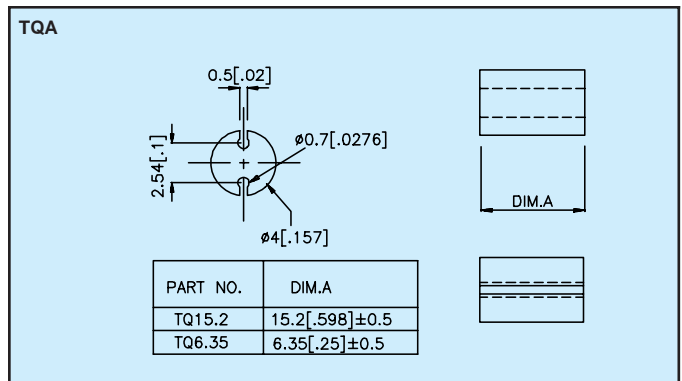 TQA
0.5[.02]
2.54[.1]
ø0.7[.0276]
ø4[.157]
DIM.A
PART NO. DIM.A
TQ15.2 15.2[.598]±0.5
TQ6.35 6.35[.25]±0.5